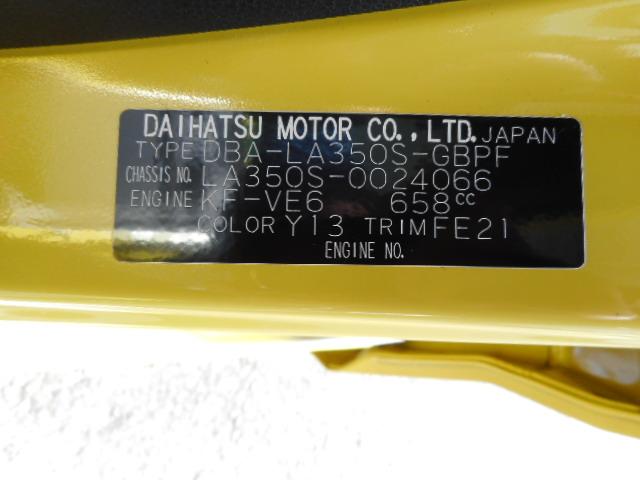 DAIHATSU MOTOR CO., LTD. JAPAN
TYPE DBA-LA350S-GBPF
CHASSIS NO. LA350S-0024066
ENGINE KF-VE6 658cc
COLOR Y13 TRIM FE21
ENGINE NO.